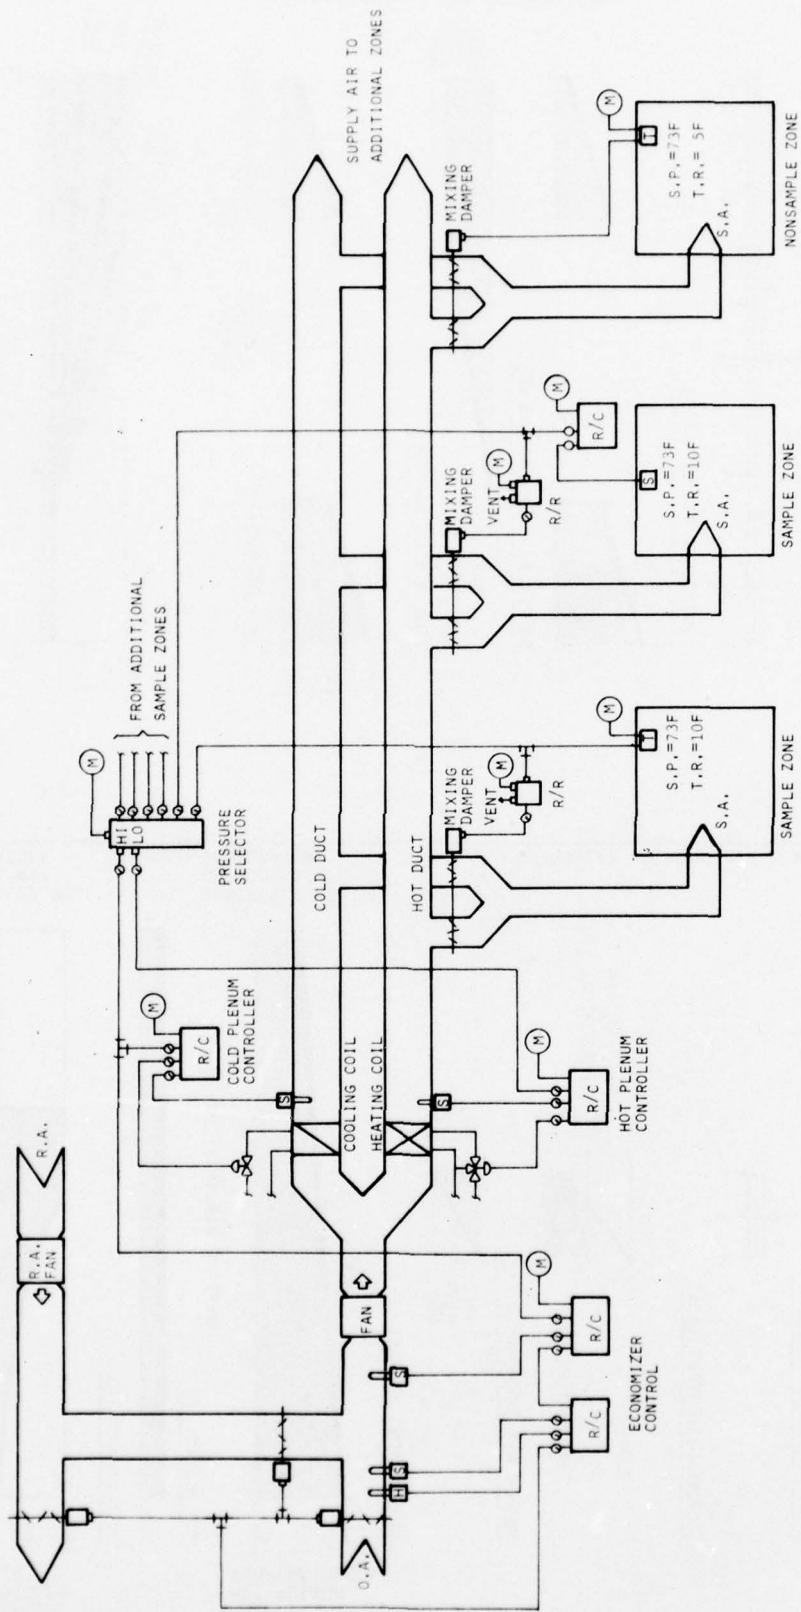 R.A.
R.A.
FAN
M
HI
LO
FROM ADDITIONAL
SAMPLE ZONES
PRESSURE
SELECTOR
M
R/C
COLD PLENUM
CONTROLLER
SUPPLY AIR TO
ADDITIONAL ZONES
COLD DUCT
HOT DUCT
COOLING COIL
HEATING COIL
S
S
FAN
O.A.
H
S
S
M
R/C
R/C
ECONOMIZER
CONTROL
M
R/C
HOT PLENUM
CONTROLLER
MIXING
DAMPER
VENT
M
R/R
M
T
S.P.=73F
T.R.=10F
S.A.
SAMPLE ZONE
MIXING
DAMPER
VENT
M
R/R
M
R/C
S
S.P.=73F
T.R.=10F
S.A.
SAMPLE ZONE
MIXING
DAMPER
M
T
S.P.=73F
T.R.= 5F
S.A.
NONSAMPLE ZONE